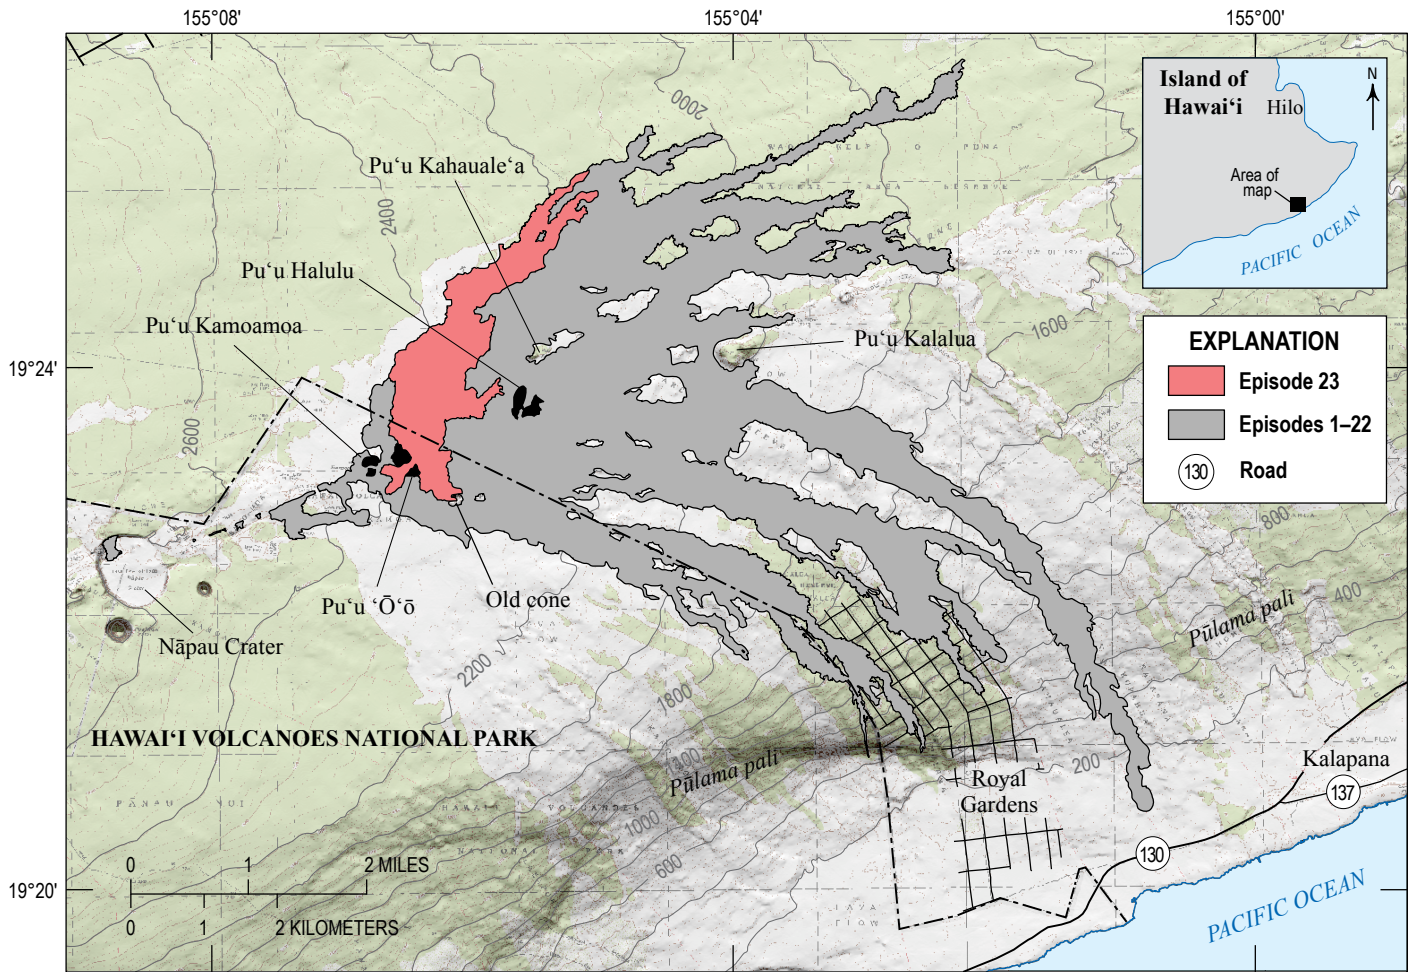 155°08'
155°04'
155°00'
Island of
Hawaiʻi
Hilo
N
Area of
map
PACIFIC OCEAN
2000
Puʻu Kahaualeʻa
2400
Puʻu Halulu
Puʻu Kamoamoa
1600
Puʻu Kalalua
EXPLANATION
Episode 23
Episodes 1–22
130
Road
19°24'
2600
800
Puʻu ʻŌʻō
Old cone
Nāpau Crater
400
Pūlama pali
2200
1800
HAWAIʻI VOLCANOES NATIONAL PARK
Pūlama pali
200
Kalapana
Royal
Gardens
137
1000
600
130
0 1 2 MILES
19°20'
0 1 2 KILOMETERS
PACIFIC OCEAN